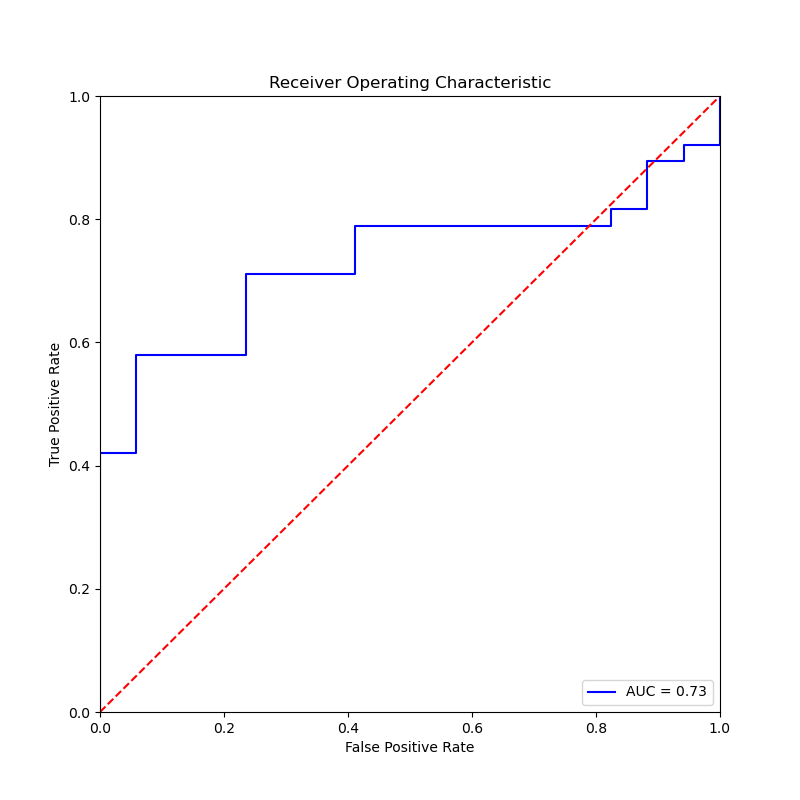 Receiver Operating Characteristic
1.0
0.8
0.6
0.4
0.2
0.0
True Positive Rate
AUC = 0.73
0.0 0.2 0.4 0.6 0.8 1.0
False Positive Rate